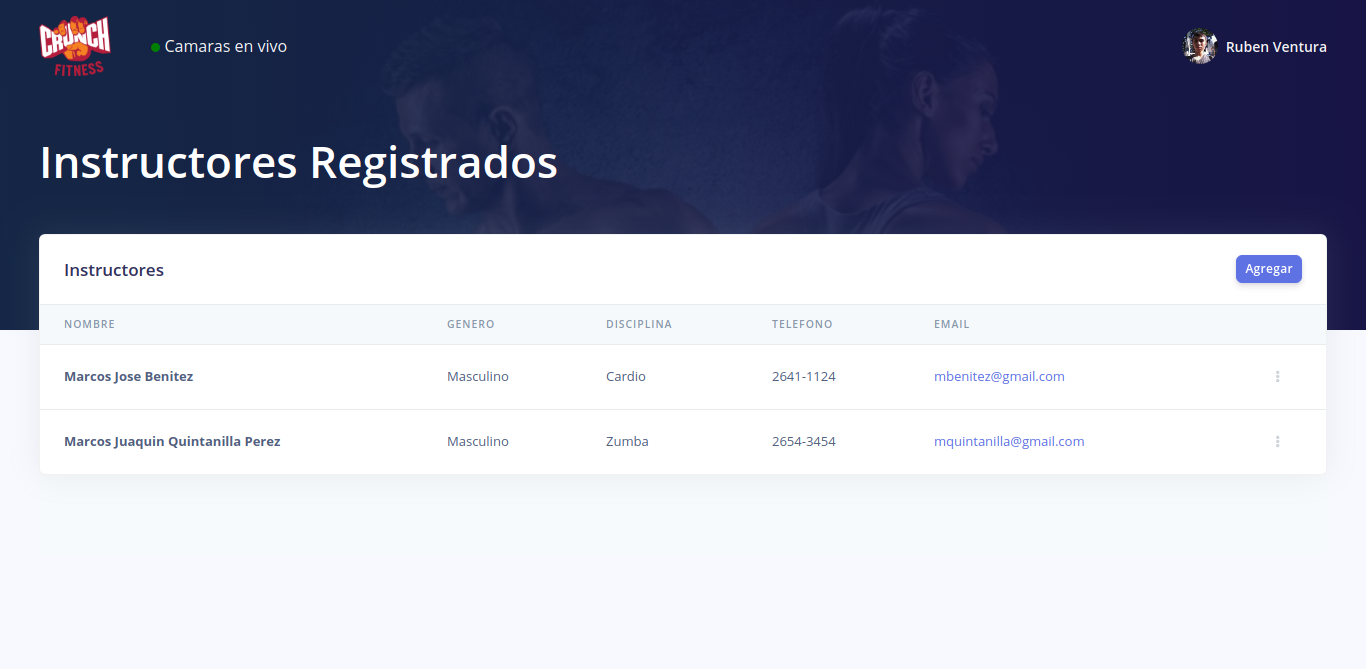 CRUNCH
FITNESS
Camaras en vivo
Ruben Ventura
Instructores Registrados
Instructores
Agregar
NOMBRE GENERO DISCIPLINA TELEFONO EMAIL
Marcos Jose Benitez Masculino Cardio 2641-1124 mbenitez@gmail.com
Marcos Juaquin Quintanilla Perez Masculino Zumba 2654-3454 mquintanilla@gmail.com